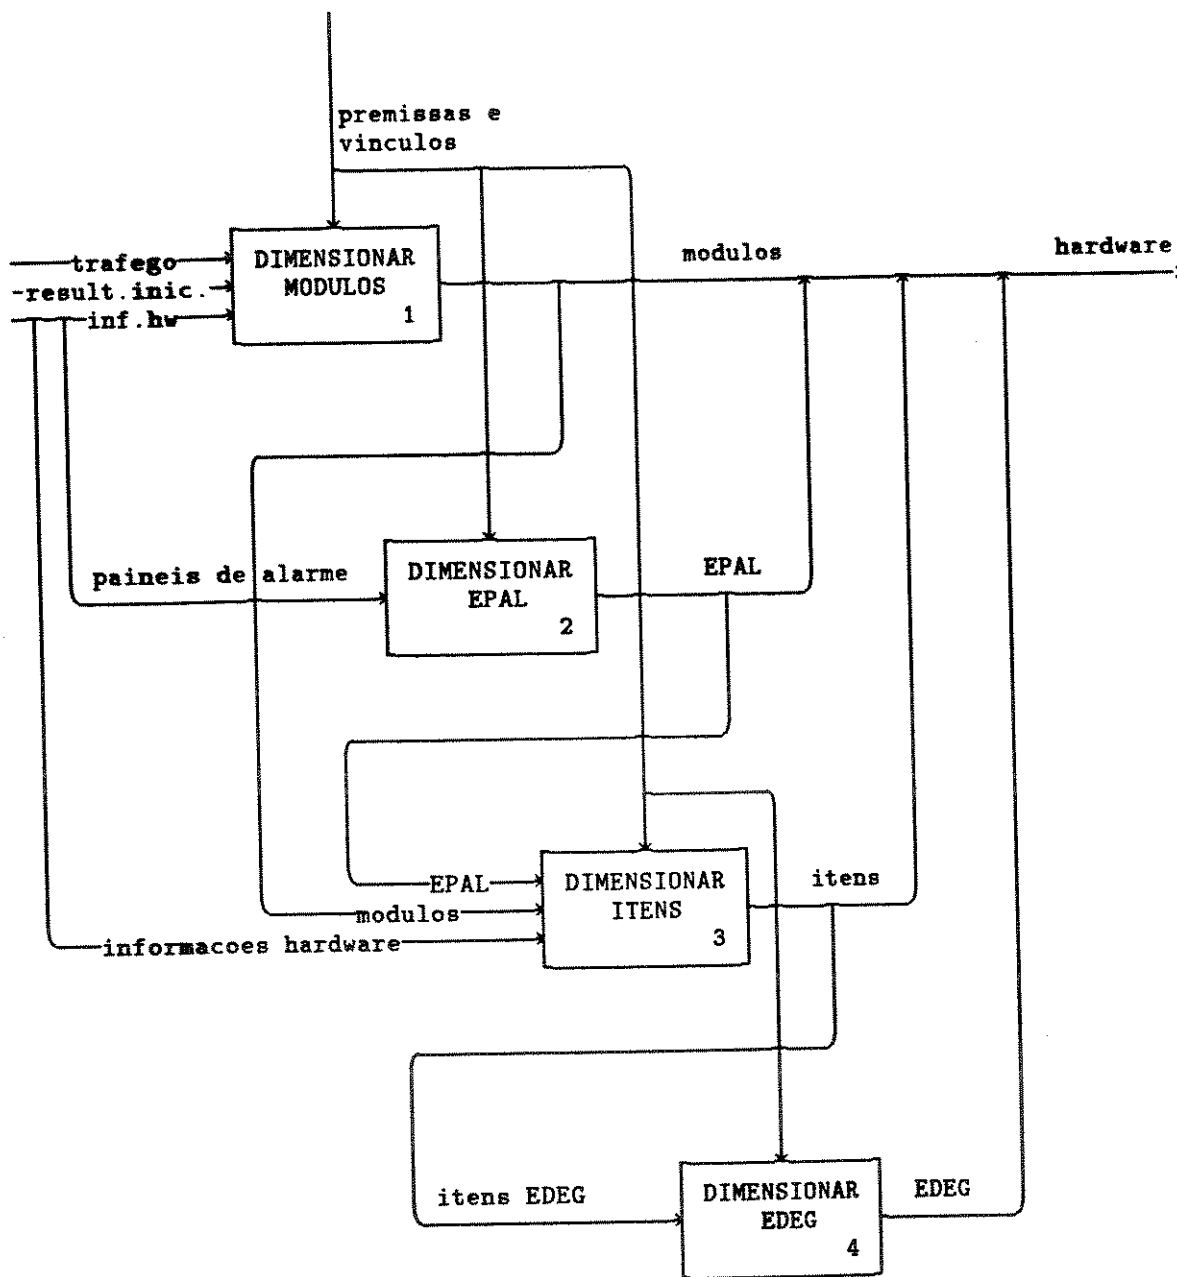 premissas e
vinculos
trafego
result.inic.
inf.hw
DIMENSIONAR
MODULOS
1
modulos
hardware
paineis de alarme
DIMENSIONAR
EPAL
2
EPAL
EPAL
modulos
informacoes hardware
DIMENSIONAR
ITENS
3
itens
itens EDEG
DIMENSIONAR
EDEG
4
EDEG